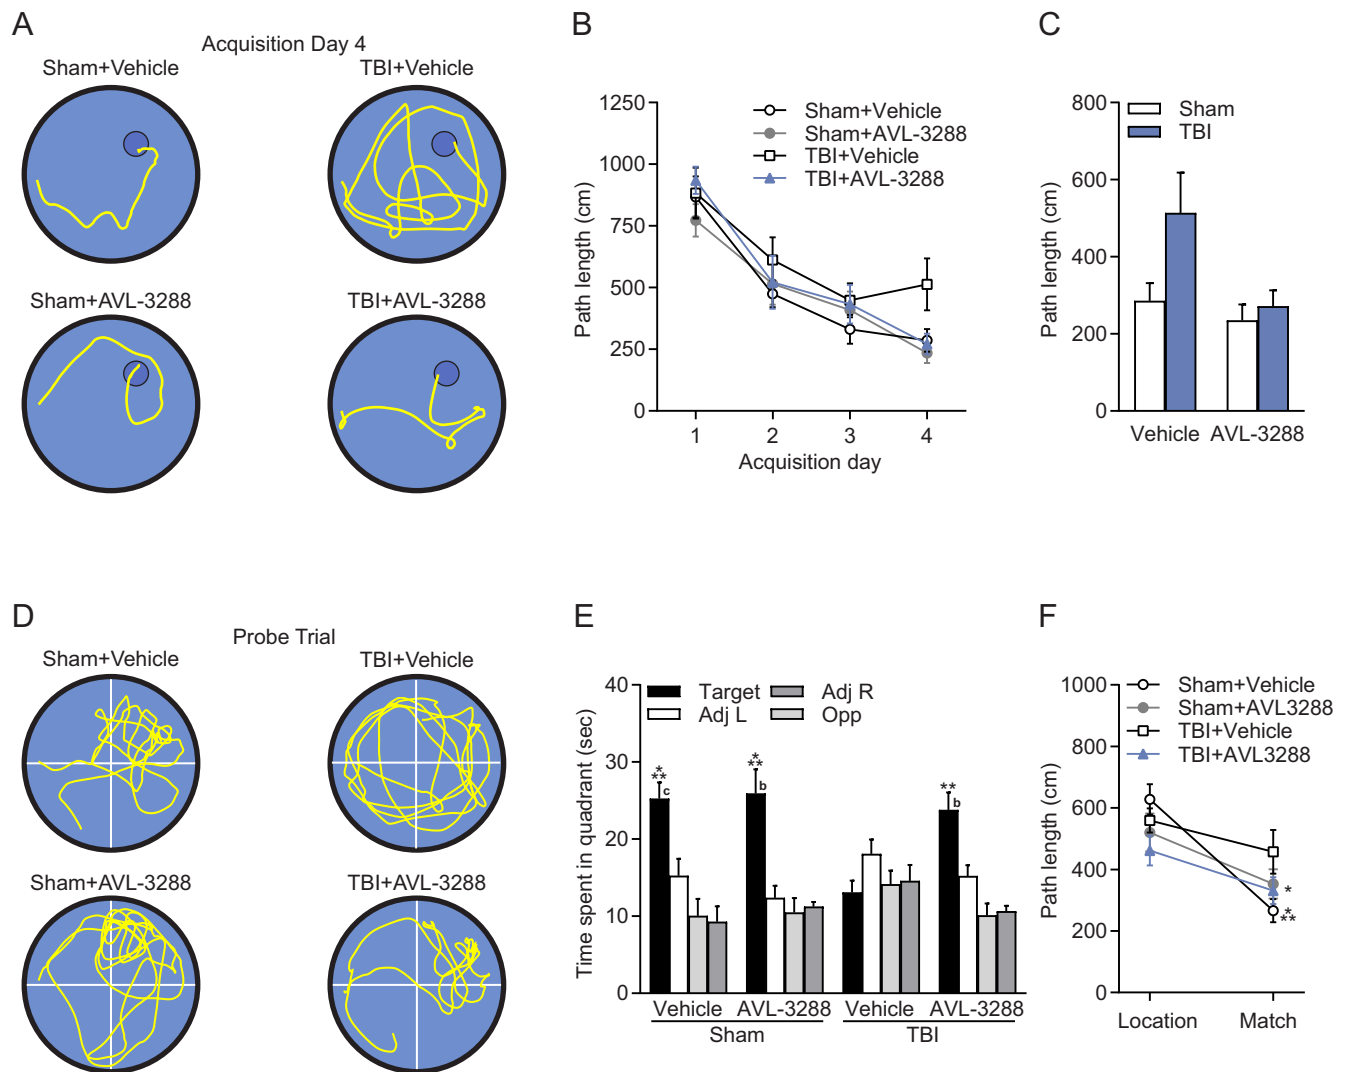 A
Acquisition Day 4
Sham+Vehicle
TBI+Vehicle
Sham+AVL-3288
TBI+AVL-3288
B
1250
1000
750
500
250
0
Path length (cm)
Sham+Vehicle
Sham+AVL-3288
TBI+Vehicle
TBI+AVL-3288
1 2 3 4
Acquisition day
C
800
600
400
200
0
Path length (cm)
Sham
TBI
Vehicle AVL-3288
D
Probe Trial
Sham+Vehicle
TBI+Vehicle
Sham+AVL-3288
TBI+AVL-3288
E
40
30
20
10
0
Time spent in quadrant (sec)
Target
Adj R
Adj L
Opp
*
**
c
*
**
b
**
b
Vehicle AVL-3288 Vehicle AVL-3288
Sham TBI
F
1000
800
600
400
200
0
Path length (cm)
Sham+Vehicle
Sham+AVL3288
TBI+Vehicle
TBI+AVL3288
*
*
**
Location Match